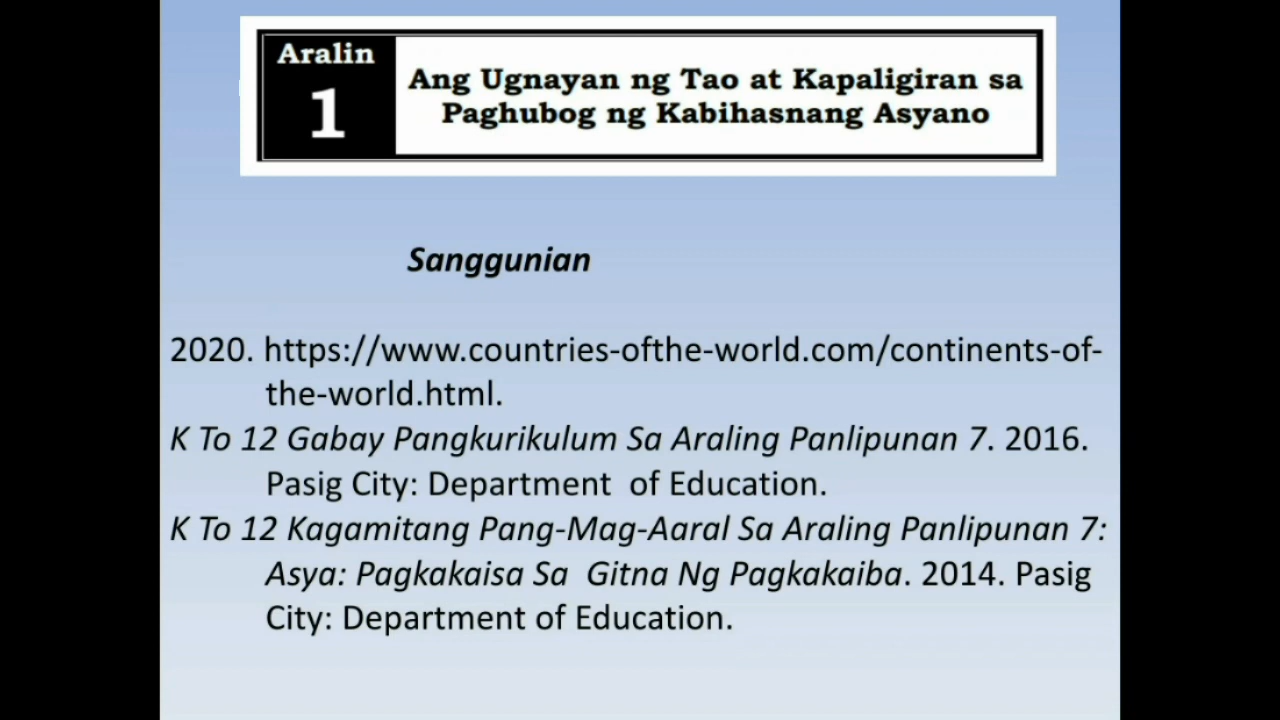 Aralin
1
Ang Ugnayan ng Tao at Kapaligiran sa
Paghubog ng Kabihasnang Asyano
Sanggunian
2020. https://www.countries-ofthe-world.com/continents-of-
the-world.html.
K To 12 Gabay Pangkurikulum Sa Araling Panlipunan 7. 2016.
Pasig City: Department of Education.
K To 12 Kagamitang Pang-Mag-Aaral Sa Araling Panlipunan 7:
Asya: Pagkakaisa Sa Gitna Ng Pagkakaiba. 2014. Pasig
City: Department of Education.